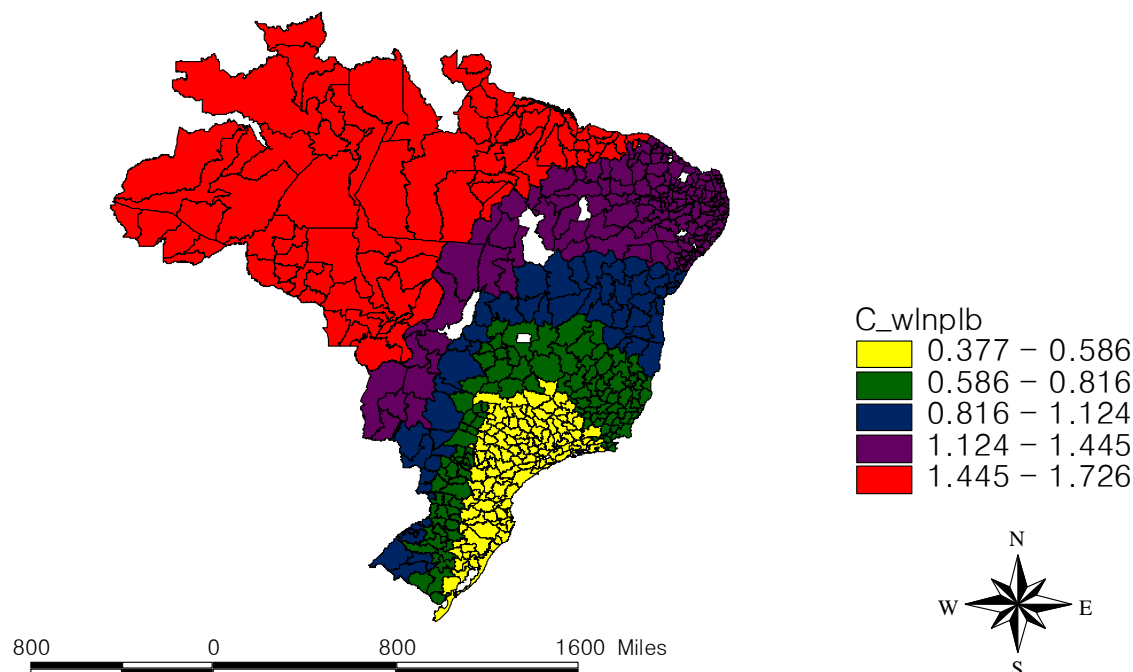 C_wlnplb
0.377 – 0.586
0.586 – 0.816
0.816 – 1.124
1.124 – 1.445
1.445 – 1.726
N
W E
S
800 0 800 1600 Miles